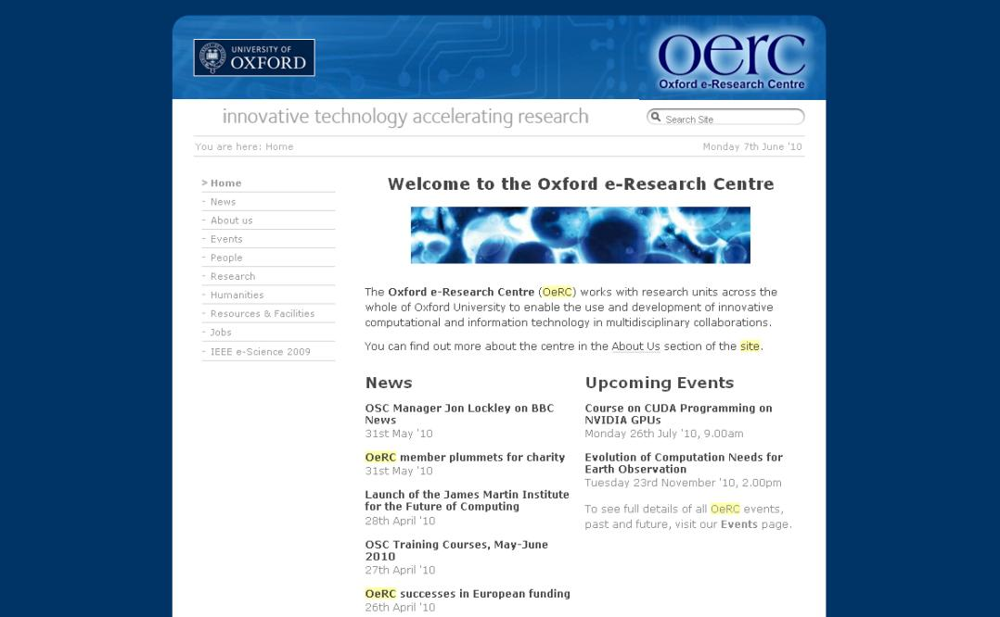 UNIVERSITY OF
OXFORD
oerc
Oxford e-Research Centre
innovative technology accelerating research
Search Site
You are here: Home
Monday 7th June '10
> Home
- News
- About us
- Events
- People
- Research
- Humanities
- Resources & Facilities
- Jobs
- IEEE e-Science 2009
Welcome to the Oxford e-Research Centre
The Oxford e-Research Centre (OeRC) works with research units across the
whole of Oxford University to enable the use and development of innovative
computational and information technology in multidisciplinary collaborations.
You can find out more about the centre in the About Us section of the site.
News
OSC Manager Jon Lockley on BBC
News
31st May '10
OeRC member plummets for charity
31st May '10
Launch of the James Martin Institute
for the Future of Computing
28th April '10
OSC Training Courses, May-June
2010
27th April '10
OeRC successes in European funding
26th April '10
Upcoming Events
Course on CUDA Programming on
NVIDIA GPUs
Monday 26th July '10, 9.00am
Evolution of Computation Needs for
Earth Observation
Tuesday 23rd November '10, 2.00pm
To see full details of all OeRC events,
past and future, visit our Events page.